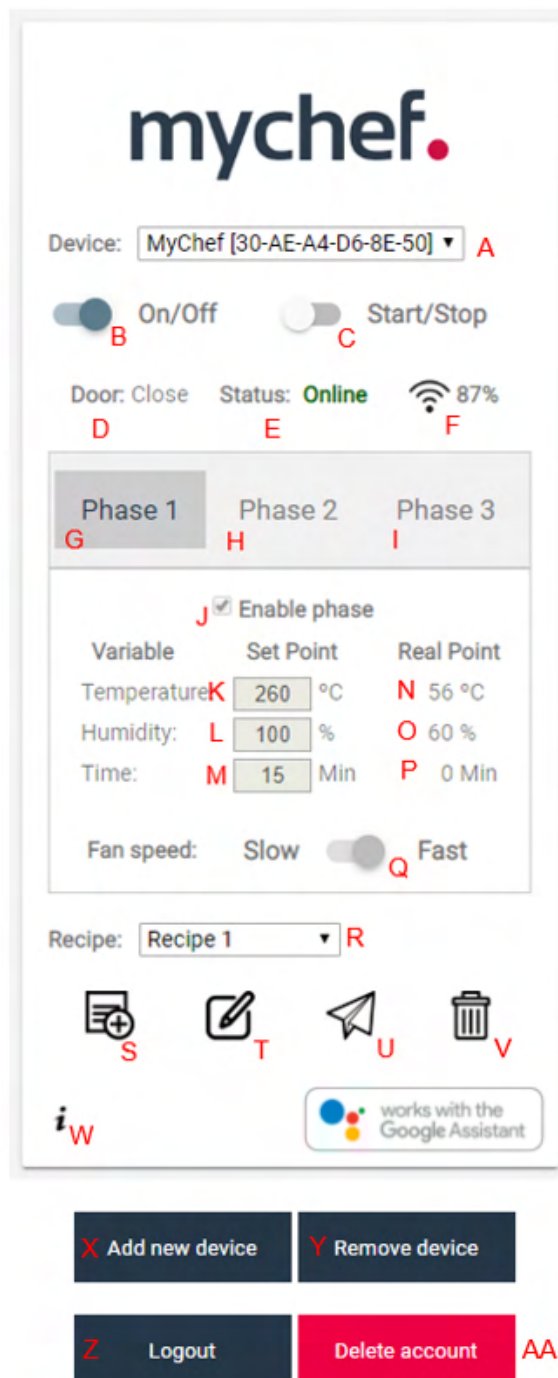 mychef.
Device: MyChef [30-AE-A4-D6-8E-50] A
B On/Off C Start/Stop
Door: Close Status: Online 87%
D E F
Phase 1 Phase 2 Phase 3
G H I
J Enable phase
Variable Set Point Real Point
Temperature K 260 ºC N 56 ºC
Humidity: L 100 % O 60 %
Time: M 15 Min P 0 Min
Fan speed: Slow Q Fast
Recipe: Recipe 1 R
S T U V
i W works with the
Google Assistant
X Add new device Y Remove device
Z Logout Delete account AA